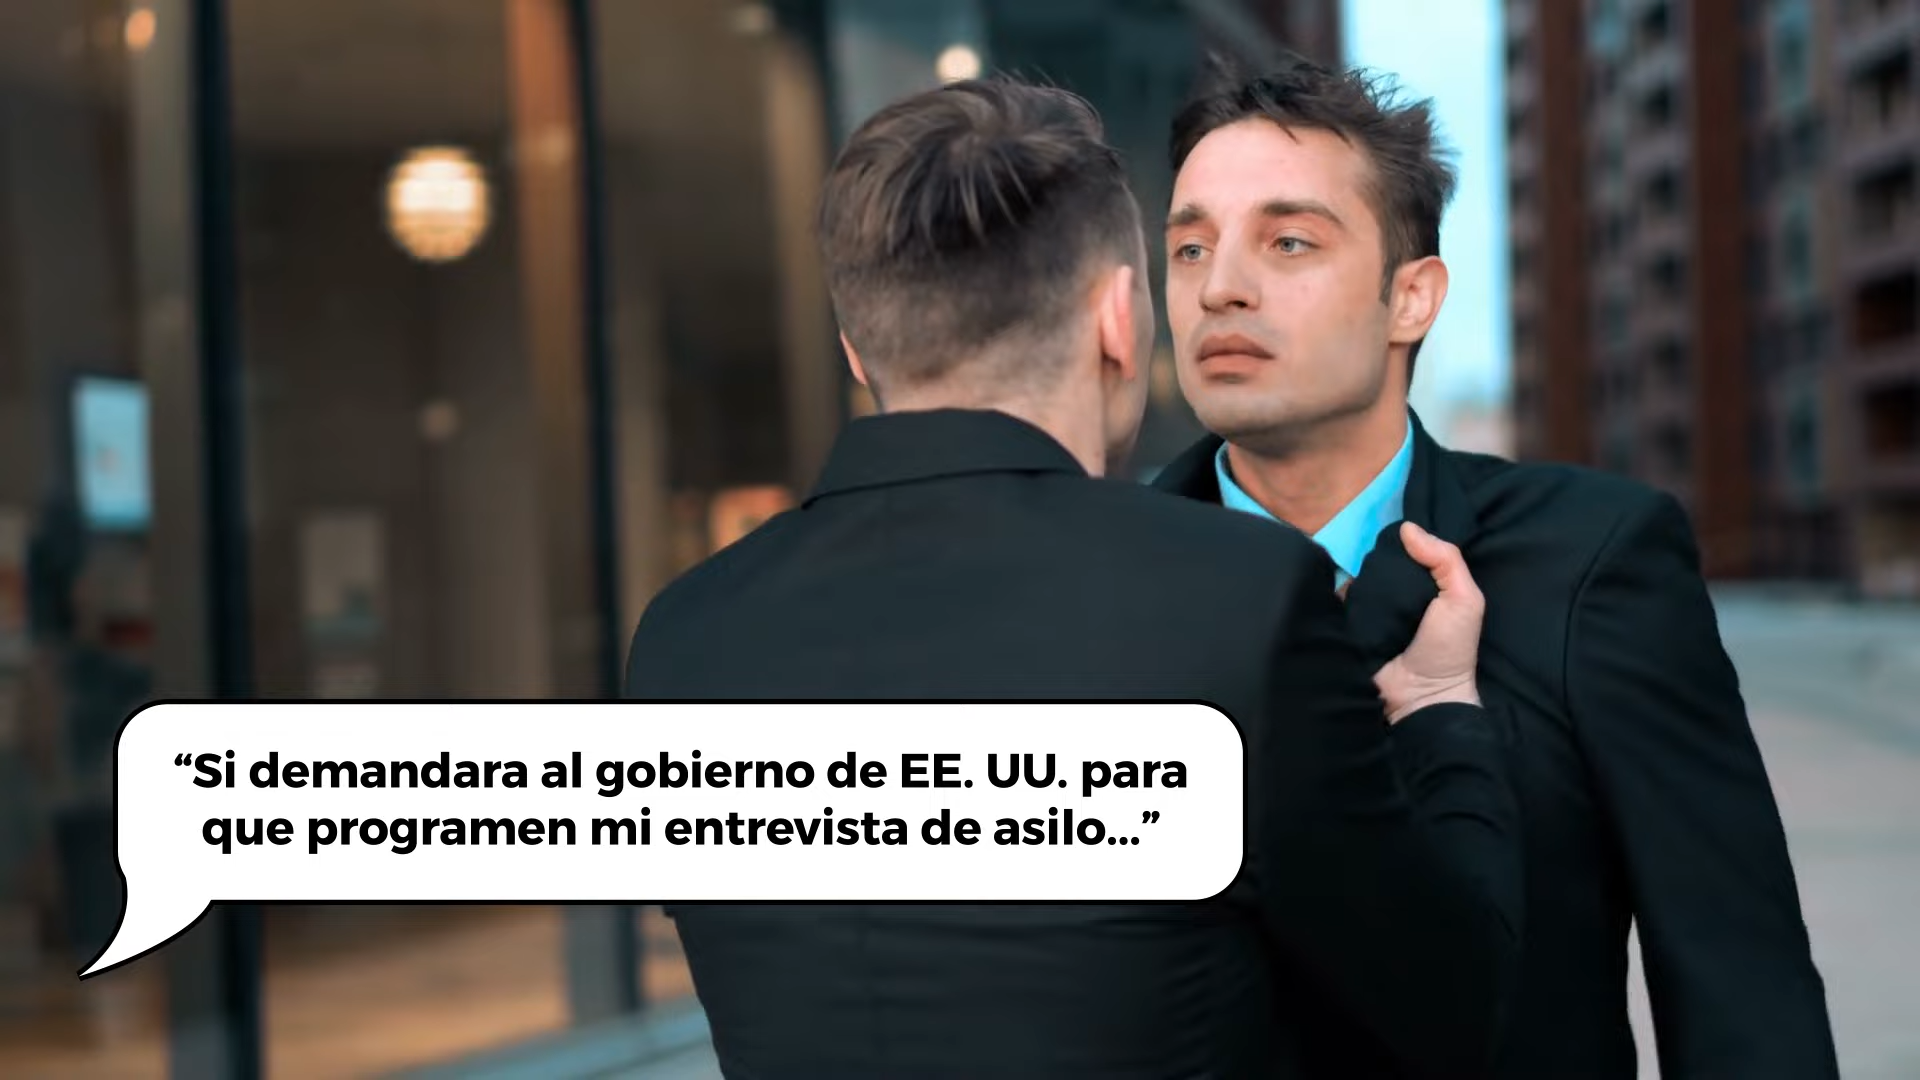 “Si demandara al gobierno de EE. UU. para
que programen mi entrevista de asilo...”